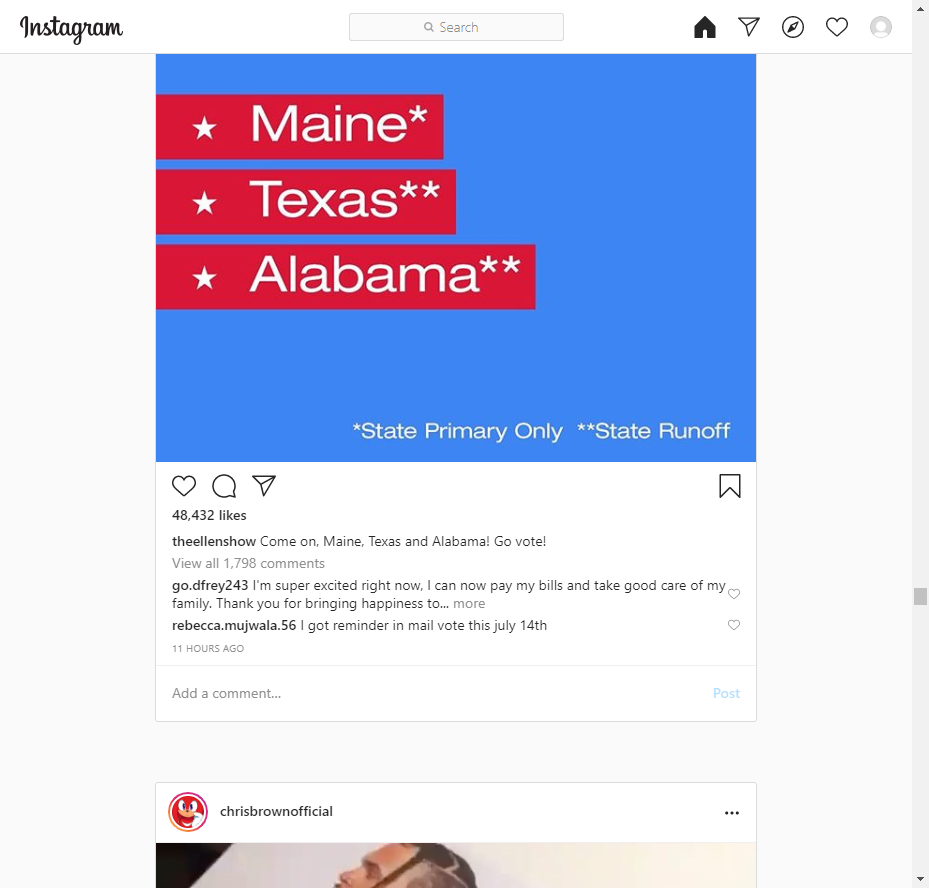 Instagram
Search
★ Maine*
★ Texas**
★ Alabama**
*State Primary Only **State Runoff
48,432 likes
theellenshow Come on, Maine, Texas and Alabama! Go vote!
View all 1,798 comments
go.dfrey243 I'm super excited right now, I can now pay my bills and take good care of my
family. Thank you for bringing happiness to... more
rebecca.mujwala.56 I got reminder in mail vote this july 14th
11 HOURS AGO
Add a comment... Post
chrisbrownofficial